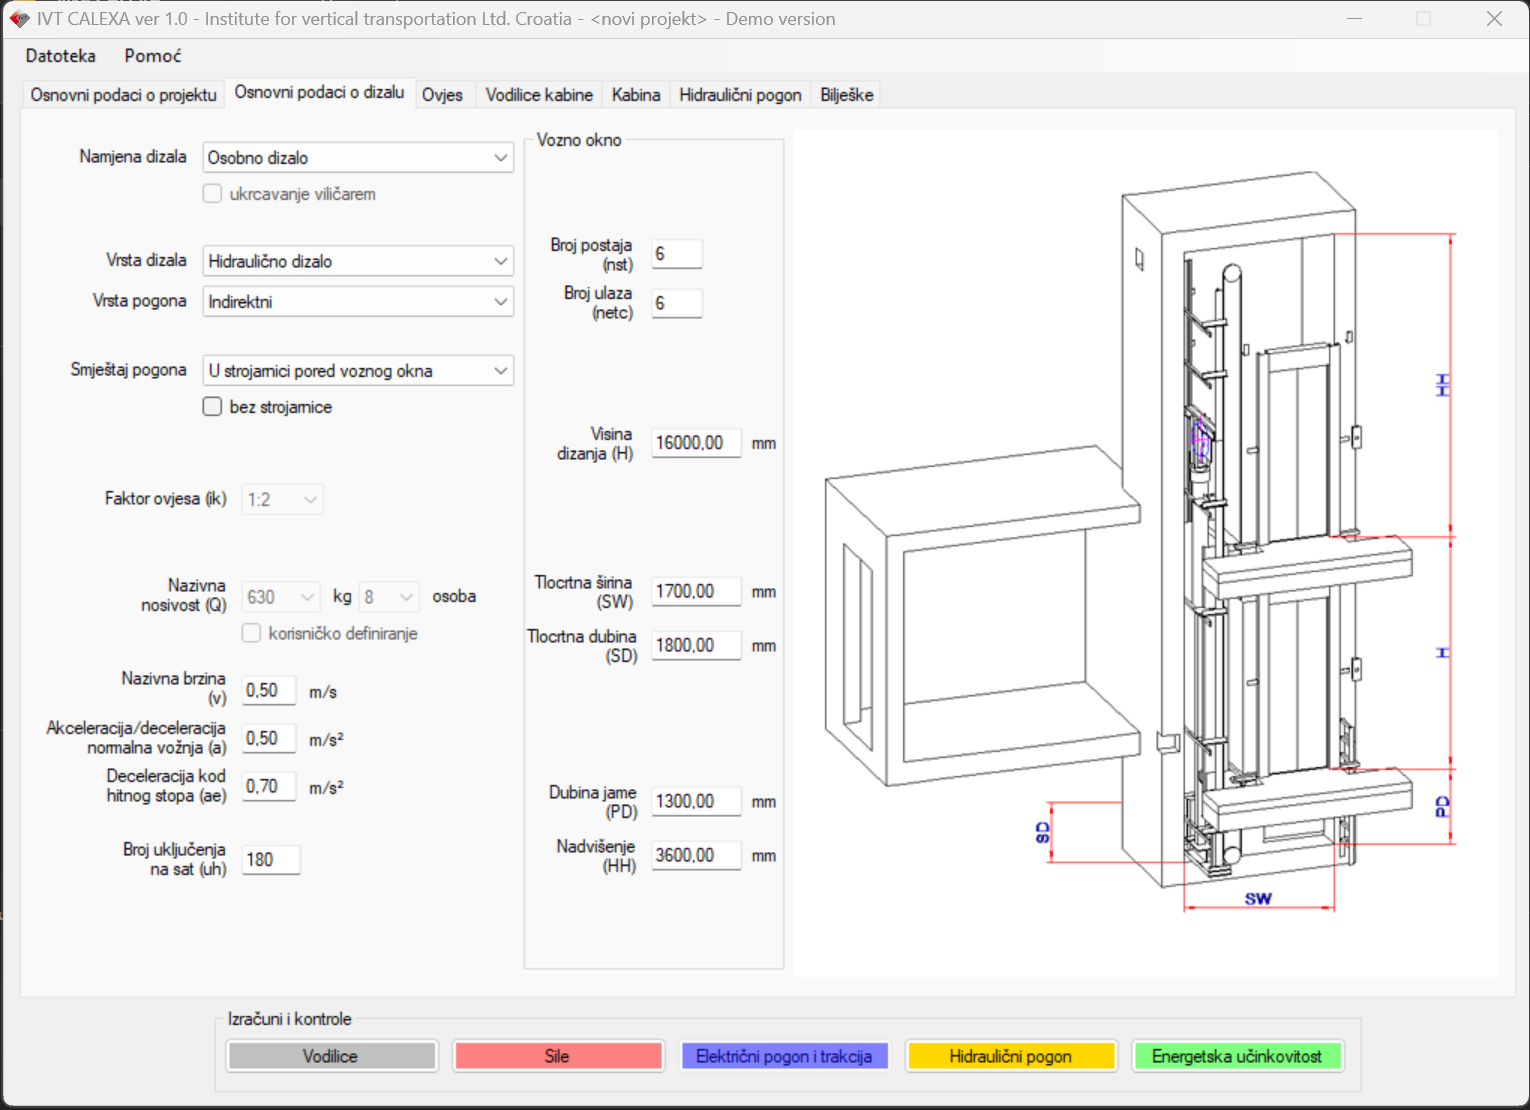 IVT CALEXA ver 1.0 - Institute for vertical transportation Ltd. Croatia - <novi projekt> - Demo version
Datoteka Pomoć
Osnovni podaci o projektu Osnovni podaci o dizalu Ovjes Vodilice kabine Kabina Hidraulični pogon Bilješke
Namjena dizala Osobno dizalo
ukrcavanje viličarem
Vrsta dizala Hidraulično dizalo
Vrsta pogona Indirektni
Smještaj pogona U strojarnici pored voznog okna
bez strojarnice
Faktor ovjesa (ik) 1:2
Nazivna
nosivost (Q) 630 kg 8 osoba
korisničko definiranje
Nazivna brzina
(v) 0,50 m/s
Akceleracija/deceleracija
normalna vožnja (a) 0,50 m/s²
Deceleracija kod
hitnog stopa (ae) 0,70 m/s²
Broj uključenja
na sat (uh) 180
Vozno okno
Broj postaja
(nst) 6
Broj ulaza
(netc) 6
Visina
dizanja (H) 16000,00 mm
Tlocrtna širina
(SW) 1700,00 mm
Tlocrtna dubina
(SD) 1800,00 mm
Dubina jame
(PD) 1300,00 mm
Nadvišenje
(HH) 3600,00 mm
HH
H
PD
SD
SW
Izračuni i kontrole
Vodilice Sile Električni pogon i trakcija Hidraulični pogon Energetska učinkovitost